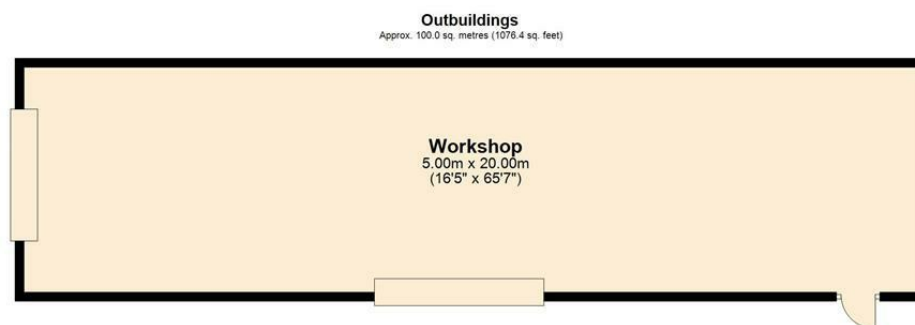 Outbuildings
Approx. 100.0 sq. metres (1076.4 sq. feet)
Workshop
5.00m x 20.00m
(16'5" x 65'7")